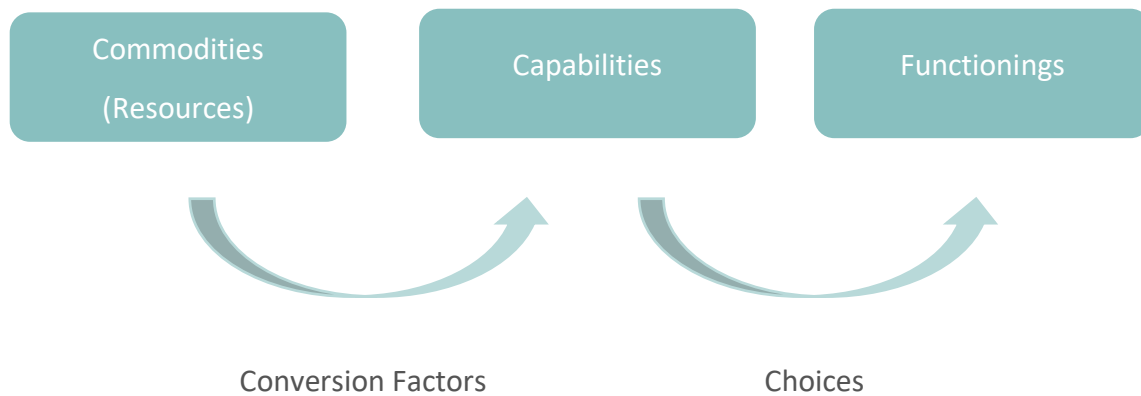 Commodities
(Resources)
Capabilities
Functionings
Conversion Factors
Choices